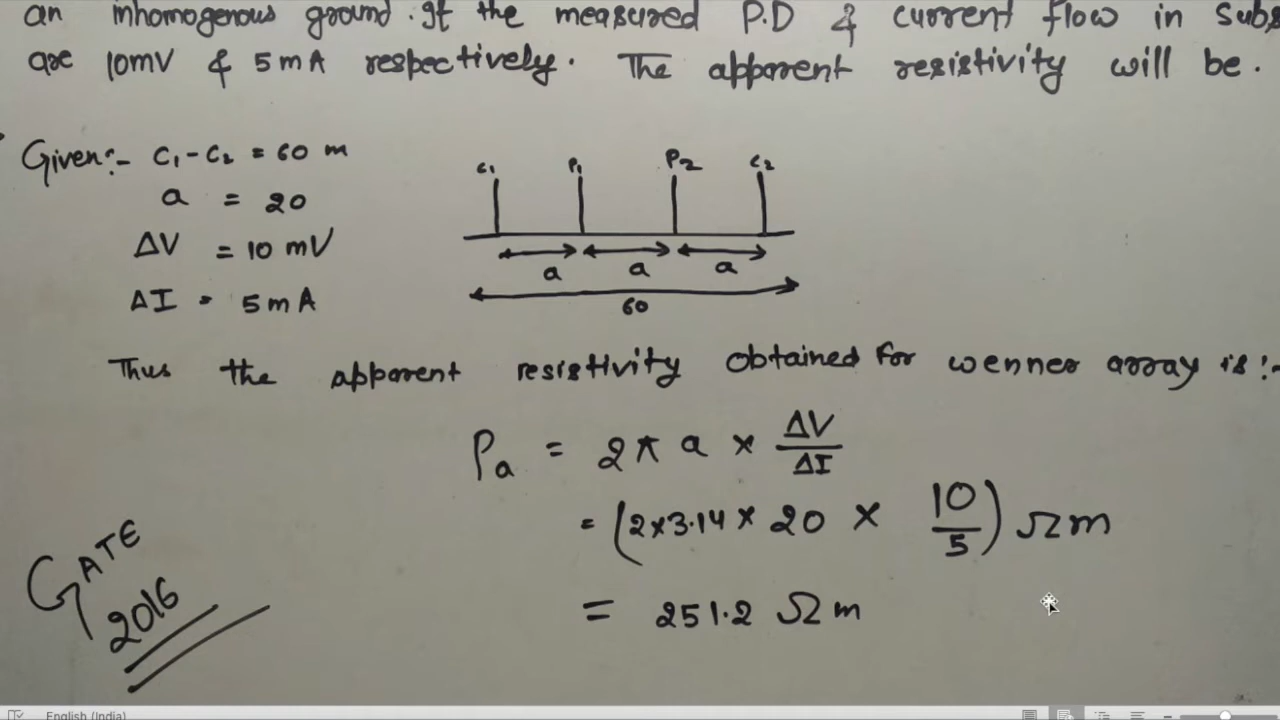 an inhomogenous ground. If the measured P.D & current flow in
are 10mV & 5mA respectively. The apparent resistivity will be.
Given:- C₁-C₂ = 60 m
a = 20
ΔV = 10 mV
ΔI = 5mA
C₁ P₁ P₂ C₂
a a a
60
Thus the apparent resistivity obtained for wenner array is:-
ρₐ = 2π a × ΔV/ΔI
= (2×3.14× 20 × 10/5) Ωm
= 251.2 Ωm
GATE
2016
English (India)